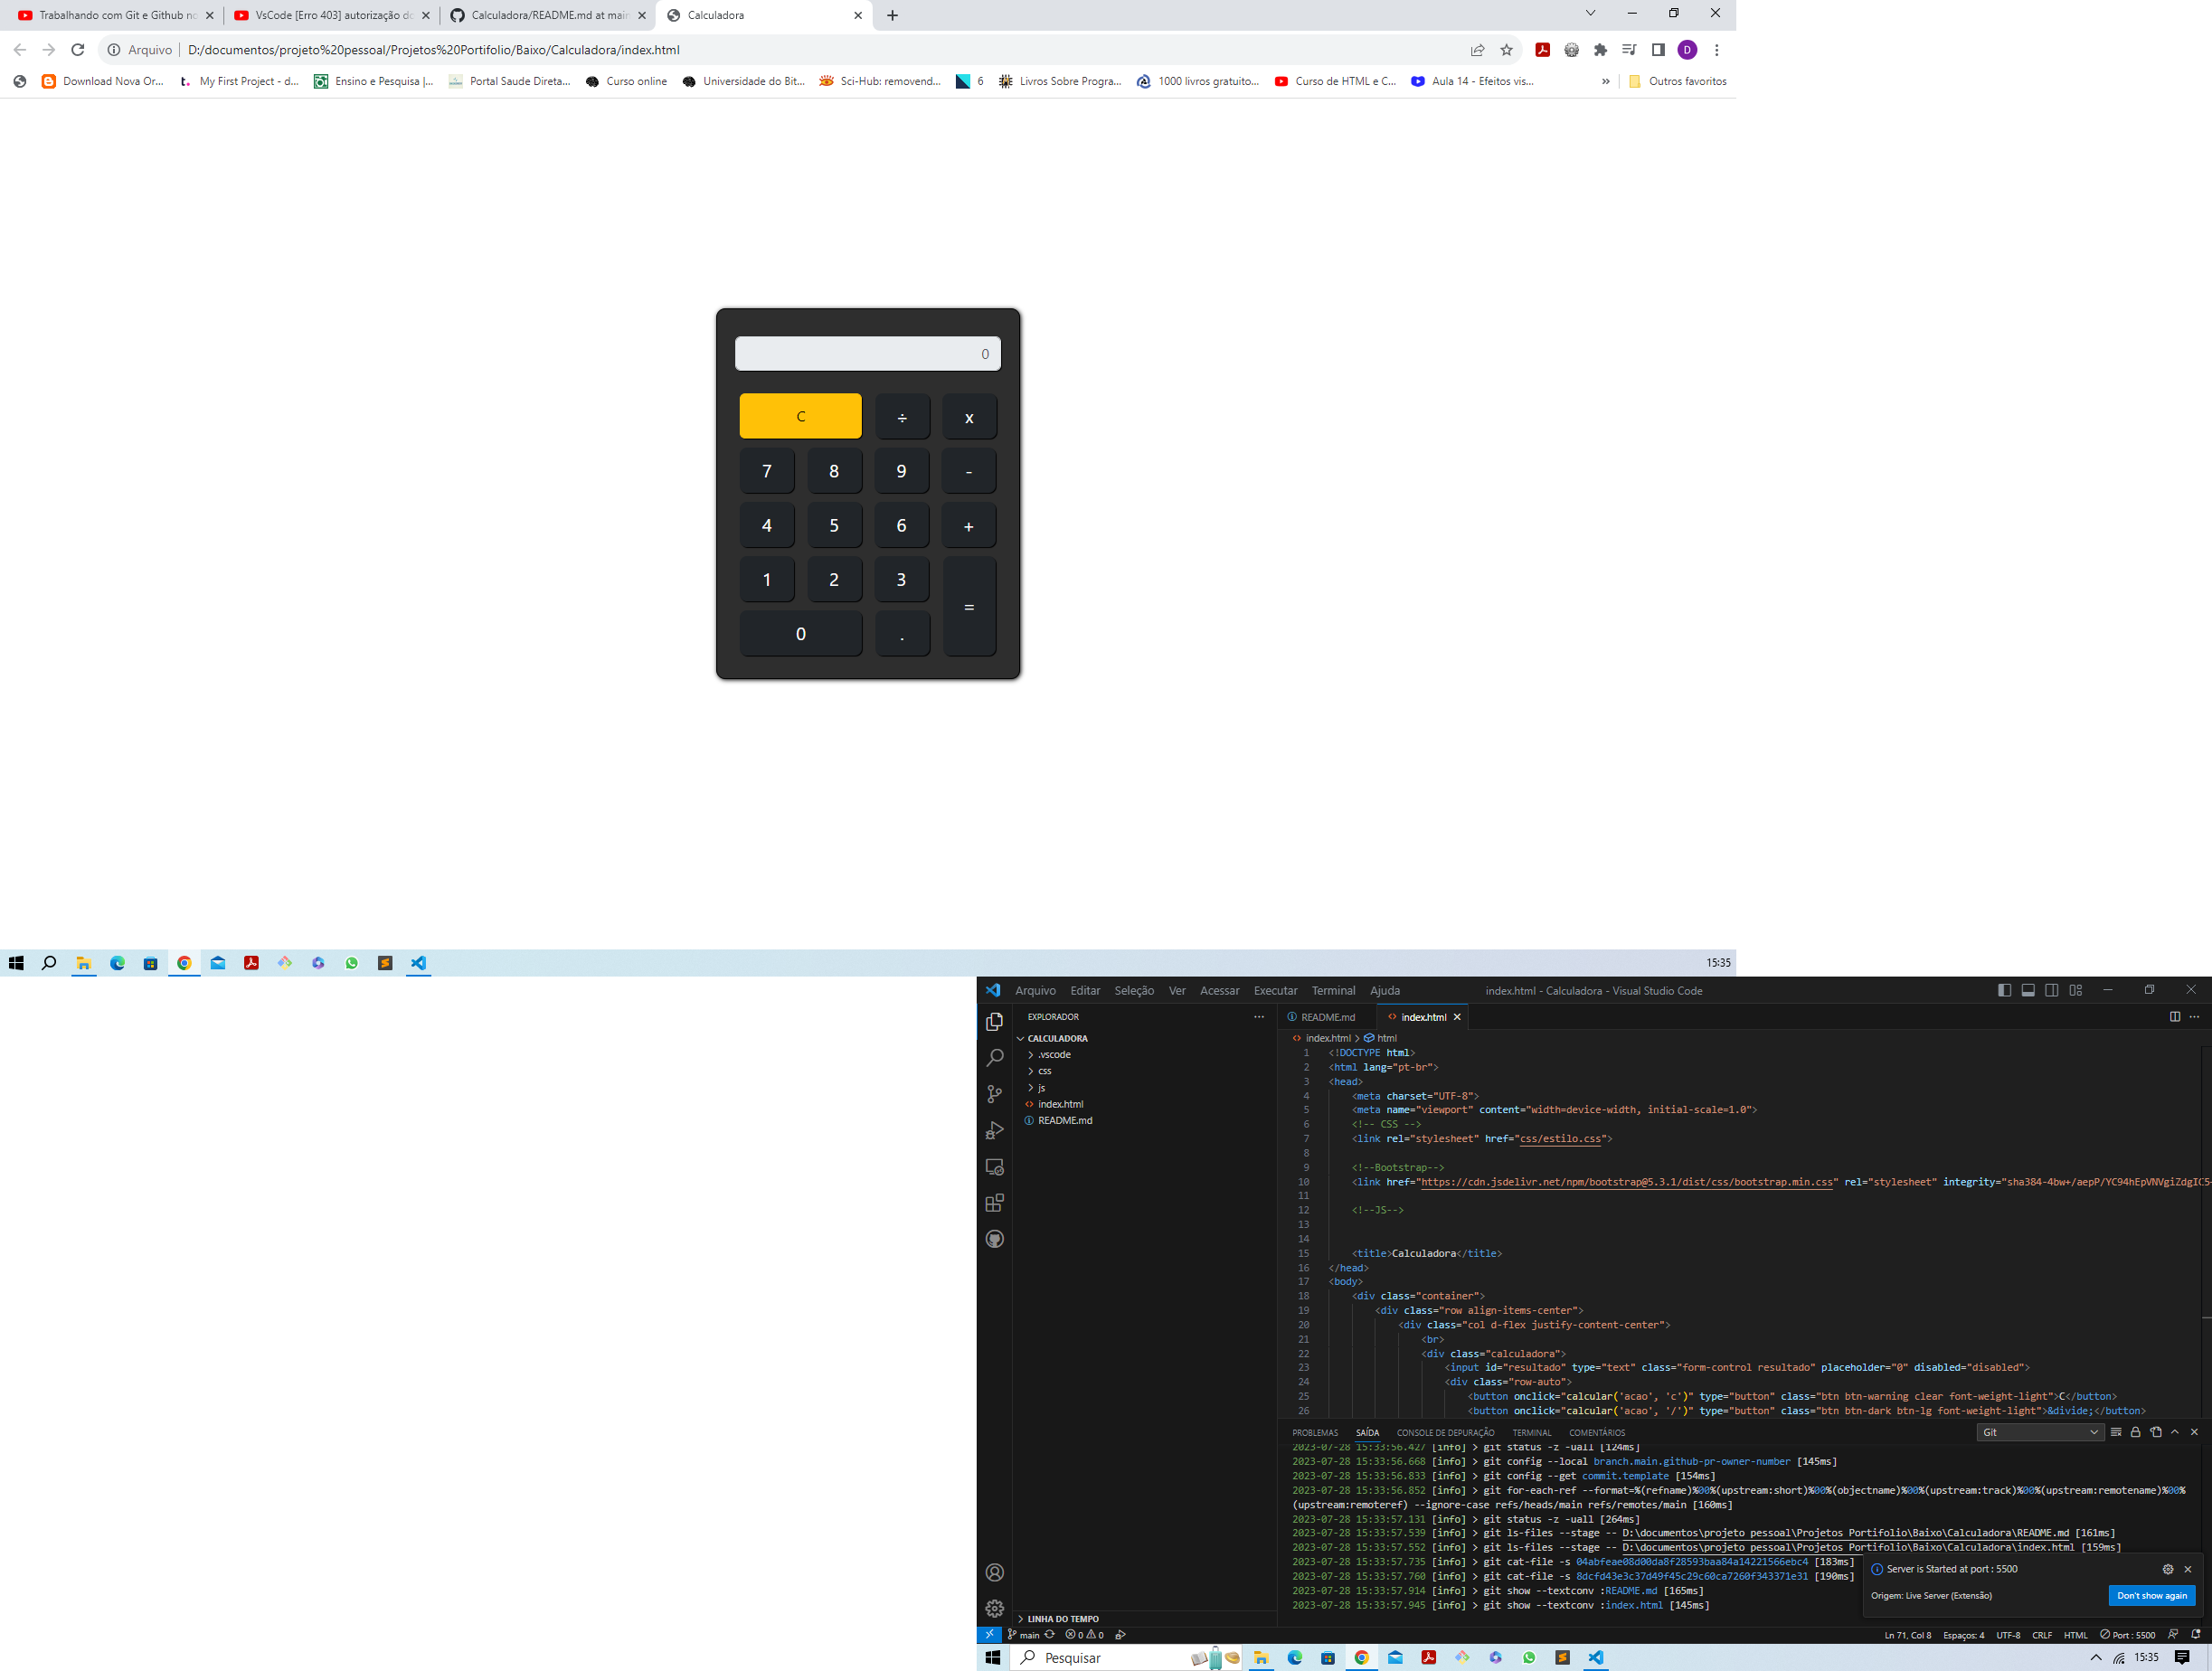 Trabalhando com Git e Github no
VsCode [Erro 403] autorização do
Calculadora/README.md at main
Calculadora
Arquivo
D:/documentos/projeto%20pessoal/Projetos%20Portifolio/Baixo/Calculadora/index.html
D
Download Nova Or...
My First Project - d...
Ensino e Pesquisa |...
Portal Saude Direta...
Curso online
Universidade do Bit...
Sci-Hub: removend...
6
Livros Sobre Progra...
1000 livros gratuito...
Curso de HTML e C...
Aula 14 - Efeitos vis...
»
Outros favoritos
0
C ÷ x
7 8 9 -
4 5 6 +
1 2 3 =
0 .
15:35
Arquivo Editar Seleção Ver Acessar Executar Terminal Ajuda
index.html - Calculadora - Visual Studio Code
EXPLORADOR
CALCULADORA
.vscode
css
js
index.html
README.md
LINHA DO TEMPO
README.md
index.html
index.html > html
1 <!DOCTYPE html>
2 <html lang="pt-br">
3 <head>
4 <meta charset="UTF-8">
5 <meta name="viewport" content="width=device-width, initial-scale=1.0">
6 <!-- CSS -->
7 <link rel="stylesheet" href="css/estilo.css">
8
9 <!--Bootstrap-->
10 <link href="https://cdn.jsdelivr.net/npm/bootstrap@5.3.1/dist/css/bootstrap.min.css" rel="stylesheet" integrity="sha384-4bw+/aepP/YC94hEpVNVgiZdgIC5+
11
12 <!--JS-->
13
14
15 <title>Calculadora</title>
16 </head>
17 <body>
18 <div class="container">
19 <div class="row align-items-center">
20 <div class="col d-flex justify-content-center">
21 <br>
22 <div class="calculadora">
23 <input id="resultado" type="text" class="form-control resultado" placeholder="0" disabled="disabled">
24 <div class="row-auto">
25 <button onclick="calcular('acao', 'c')" type="button" class="btn btn-warning clear font-weight-light">C</button>
26 <button onclick="calcular('acao', '/')" type="button" class="btn btn-dark btn-lg font-weight-light">&divide;</button>
PROBLEMAS SAÍDA CONSOLE DE DEPURAÇÃO TERMINAL COMENTÁRIOS
Git
2023-07-28 15:33:56.427 [info] > git status -z -uall [124ms]
2023-07-28 15:33:56.668 [info] > git config --local branch.main.github-pr-owner-number [145ms]
2023-07-28 15:33:56.833 [info] > git config --get commit.template [154ms]
2023-07-28 15:33:56.852 [info] > git for-each-ref --format=%(refname)%00%(upstream:short)%00%(objectname)%00%(upstream:track)%00%(upstream:remotename)%00%
(upstream:remoteref) --ignore-case refs/heads/main refs/remotes/main [160ms]
2023-07-28 15:33:57.131 [info] > git status -z -uall [264ms]
2023-07-28 15:33:57.539 [info] > git ls-files --stage -- D:\documentos\projeto pessoal\Projetos Portifolio\Baixo\Calculadora\README.md [161ms]
2023-07-28 15:33:57.552 [info] > git ls-files --stage -- D:\documentos\projeto pessoal\Projetos Portifolio\Baixo\Calculadora\index.html [159ms]
2023-07-28 15:33:57.735 [info] > git cat-file -s 04abfeae08d00da8f28593baa84a14221566ebc4 [183ms]
2023-07-28 15:33:57.760 [info] > git cat-file -s 8dcfd43e3c37d49f45c29c60ca7260f343371e31 [190ms]
2023-07-28 15:33:57.914 [info] > git show --textconv :README.md [165ms]
2023-07-28 15:33:57.945 [info] > git show --textconv :index.html [145ms]
Server is Started at port : 5500
Origem: Live Server (Extensão)
Don't show again
main
0 0
Ln 71, Col 8 Espaços: 4 UTF-8 CRLF HTML Port : 5500
Pesquisar
15:35